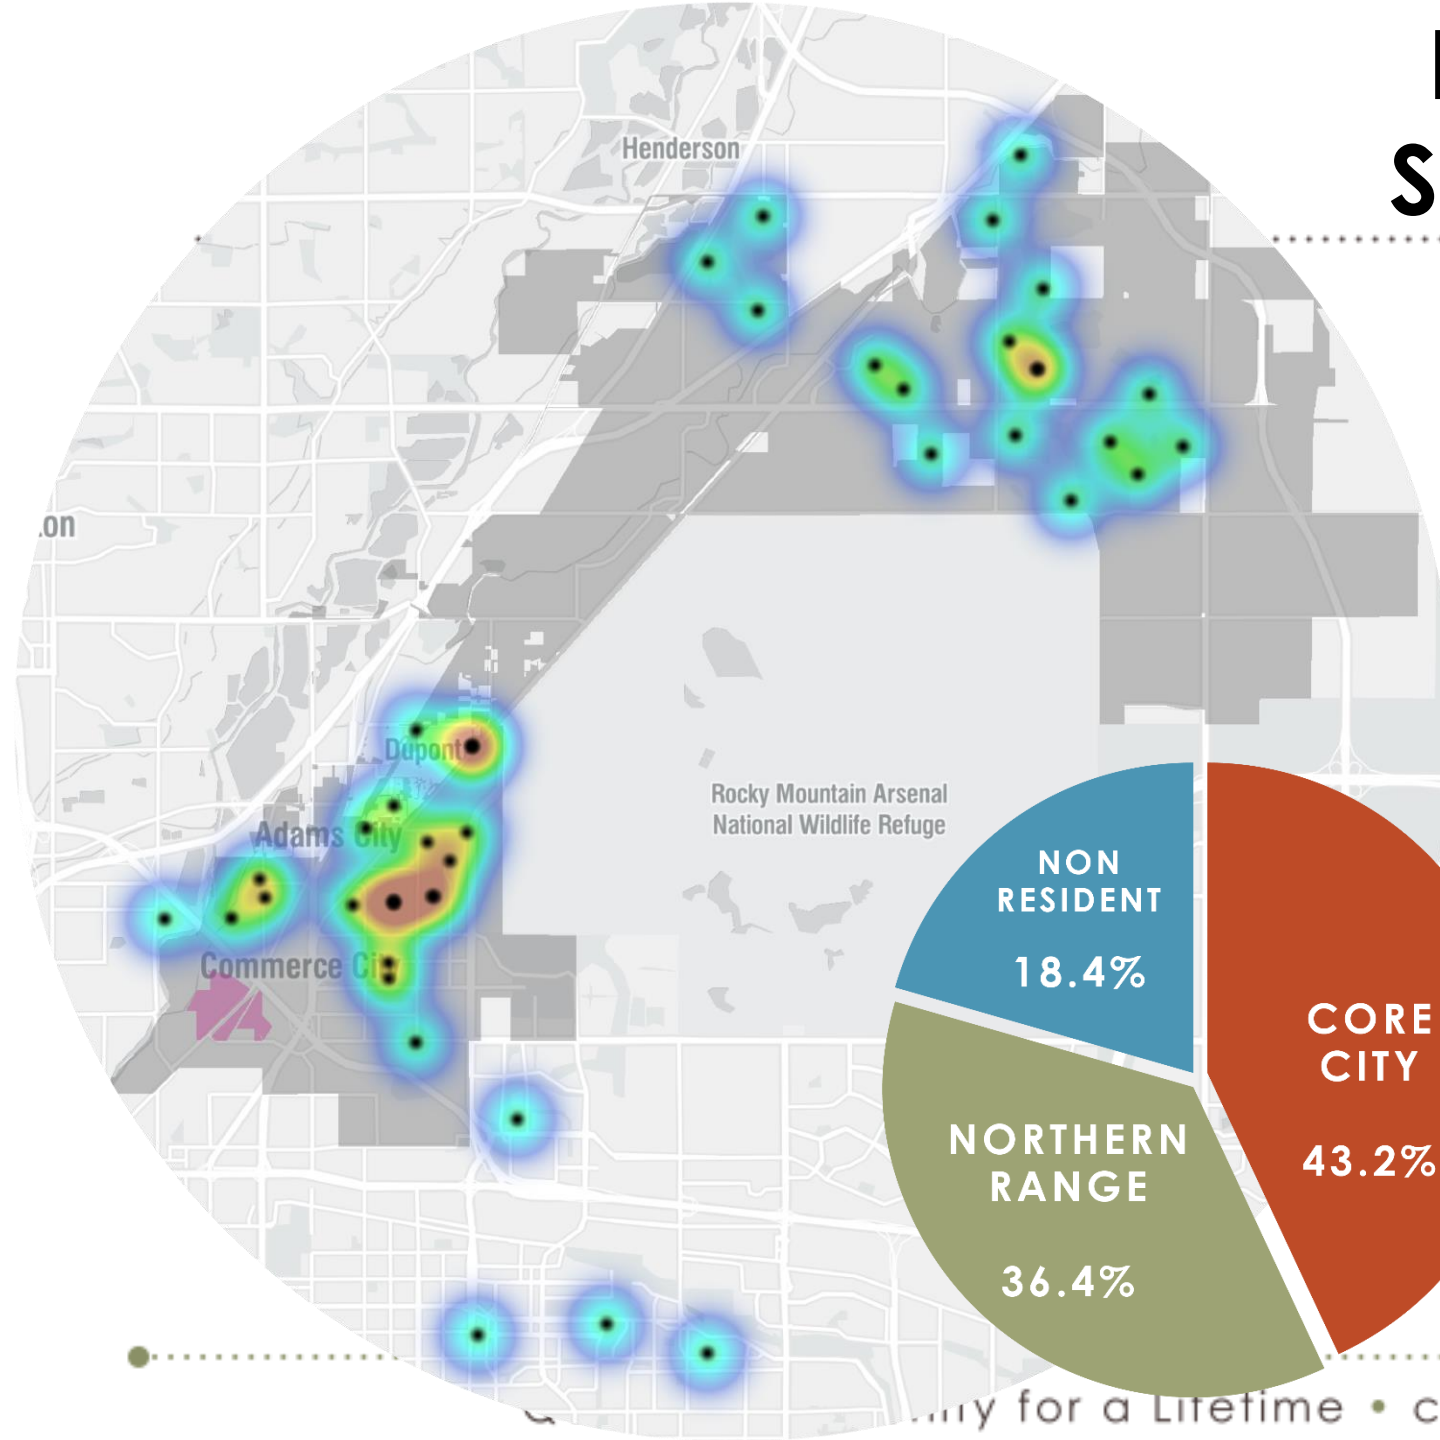 S
Henderson
on
Dupont
Adams City
Rocky Mountain Arsenal
National Wildlife Refuge
Commerce City
NON
RESIDENT
18.4%
CORE
CITY
43.2%
NORTHERN
RANGE
36.4%
for a Lifetime • c